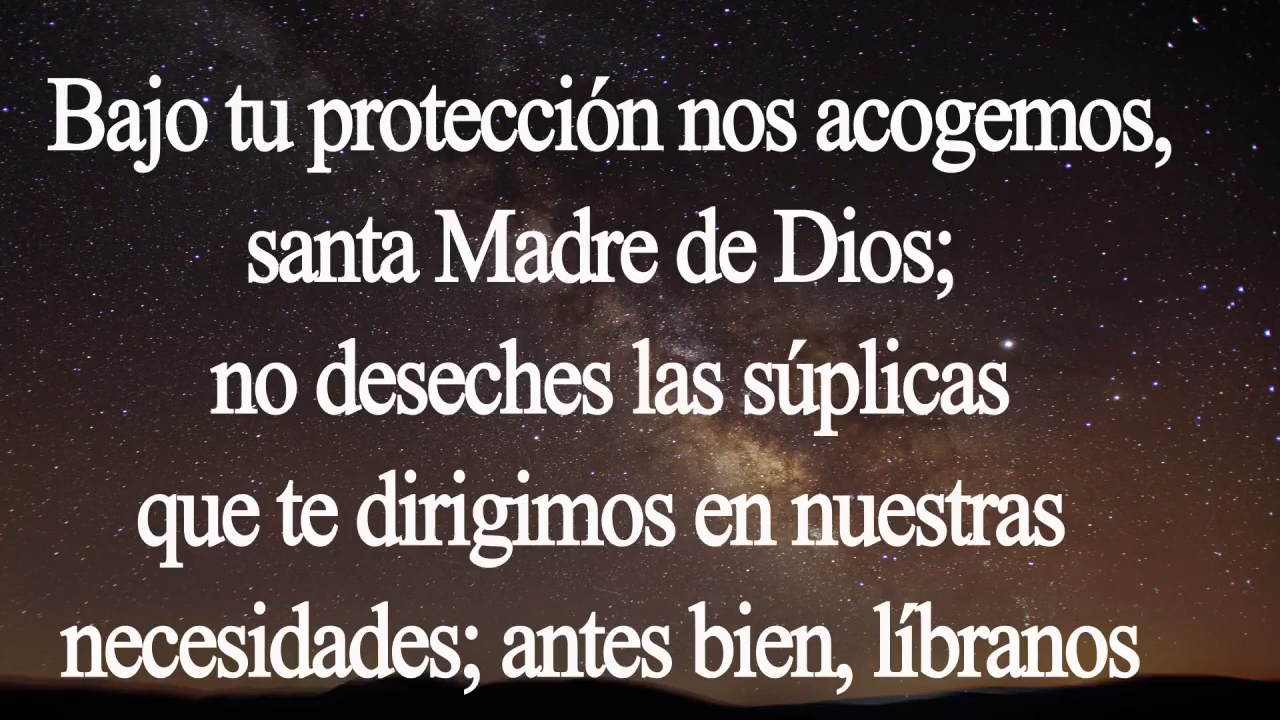 Bajo tu protección nos acogemos,
santa Madre de Dios;
no deseches las súplicas
que te dirigimos en nuestras
necesidades; antes bien, líbranos